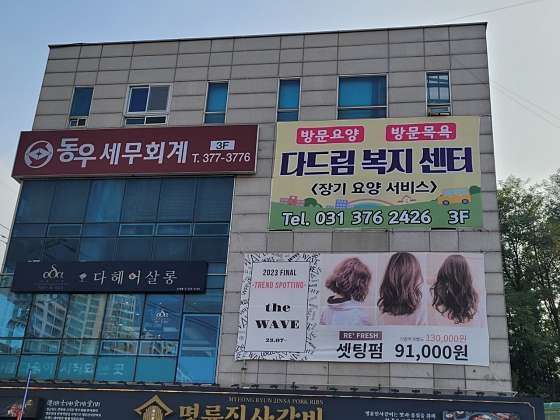 동우세무회계
3F
T. 377-3776
방문요양
방문목욕
다드림 복지 센터
<장기 요양 서비스>
Tel. 031 376 2426 3F
다헤어살롱
2023 FINAL
-TREND SPOTTING-
the
WAVE
23.07-
RE' FRESH
셋팅펌
130,000원
91,000원
MYEONG RYUN JINSA PORK RIBS
명륜진사갈비